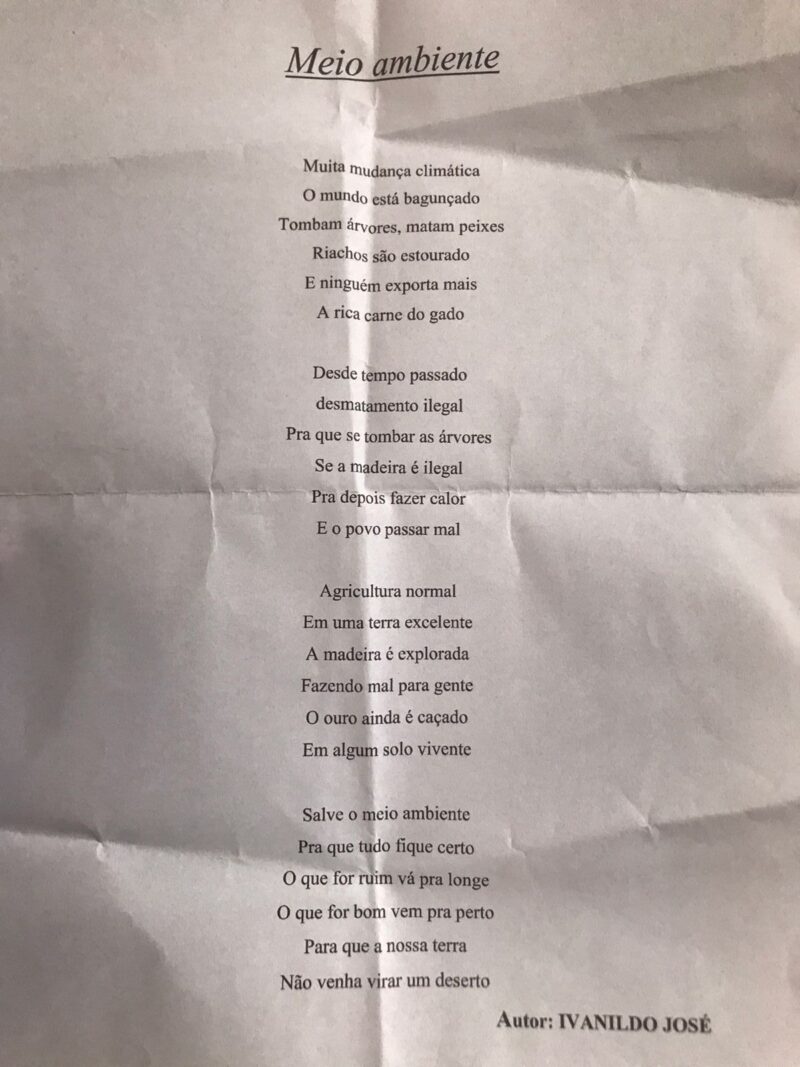 Meio ambiente
Muita mudança climática
O mundo está bagunçado
Tombam árvores, matam peixes
Riachos são estourado
E ninguém exporta mais
A rica carne do gado
Desde tempo passado
desmatamento ilegal
Pra que se tombar as árvores
Se a madeira é ilegal
Pra depois fazer calor
E o povo passar mal
Agricultura normal
Em uma terra excelente
A madeira é explorada
Fazendo mal para gente
O ouro ainda é caçado
Em algum solo vivente
Salve o meio ambiente
Pra que tudo fique certo
O que for ruim vá pra longe
O que for bom vem pra perto
Para que a nossa terra
Não venha virar um deserto
Autor: IVANILDO JOSÉ